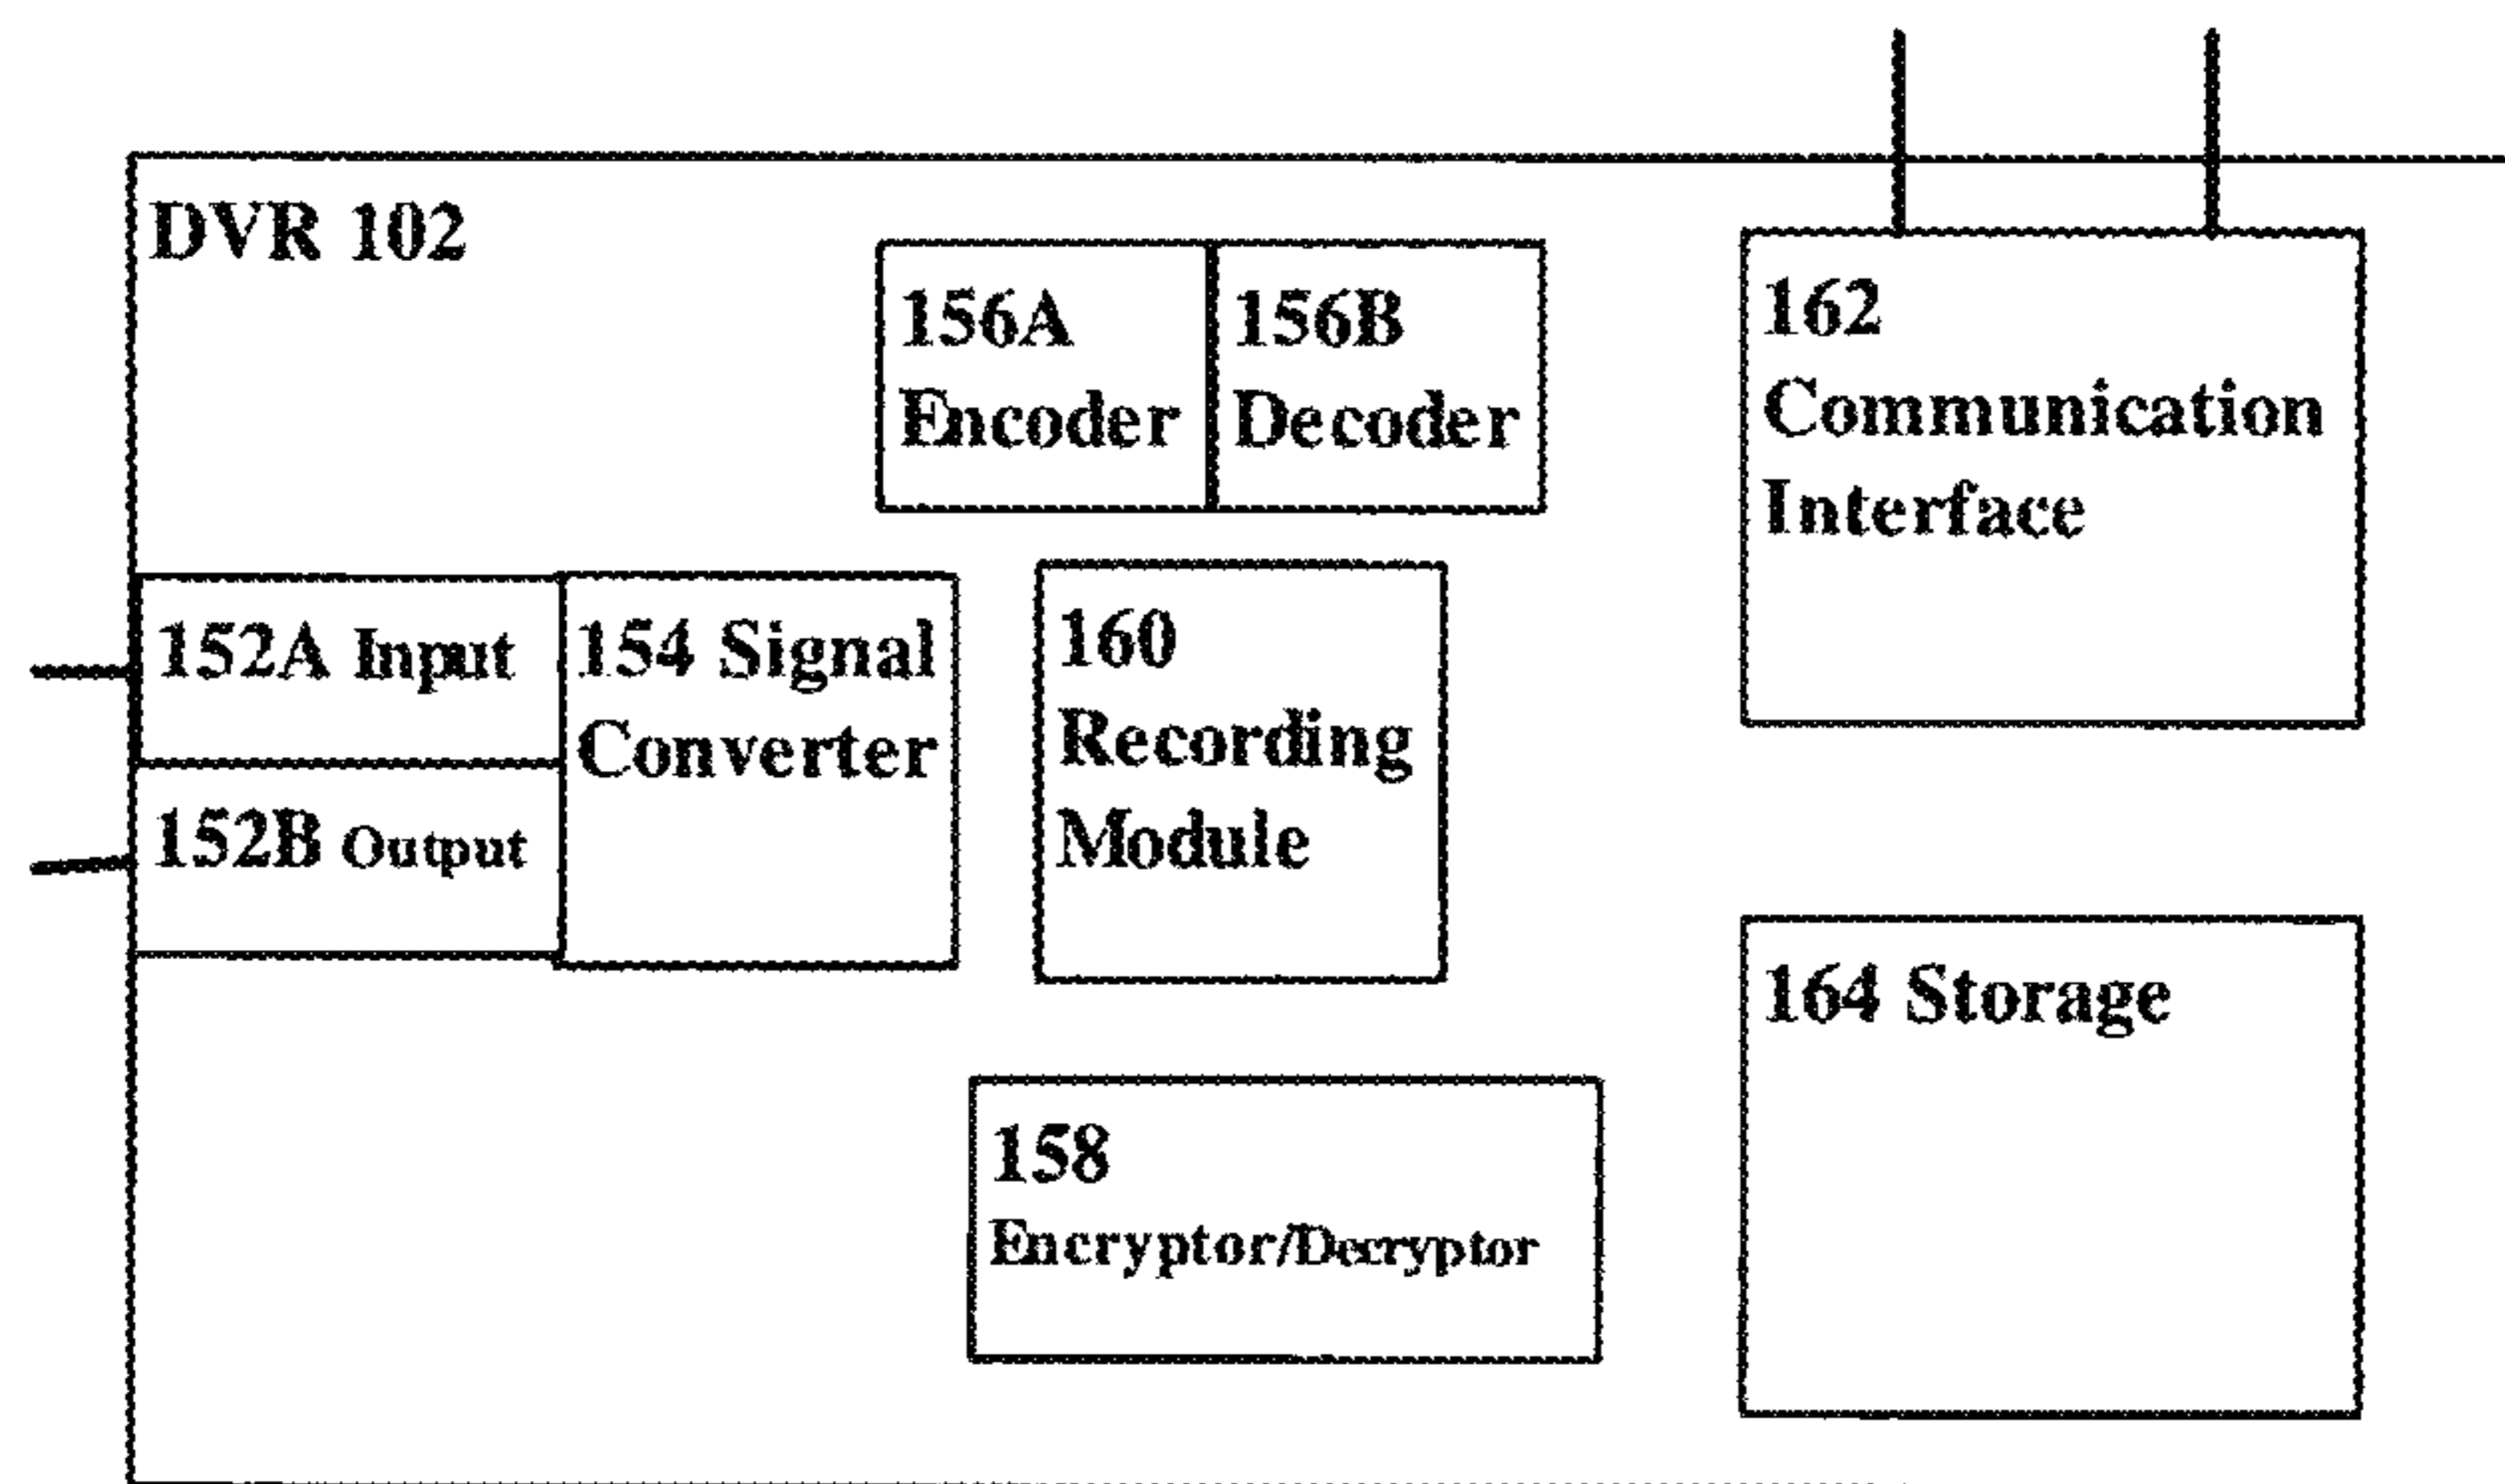 DVR 102
156A
Encoder
156B
Decoder
162
Communication
Interface
152A Input
152B Output
154 Signal
Converter
160
Recording
Module
164 Storage
158
Encryptor/Decryptor